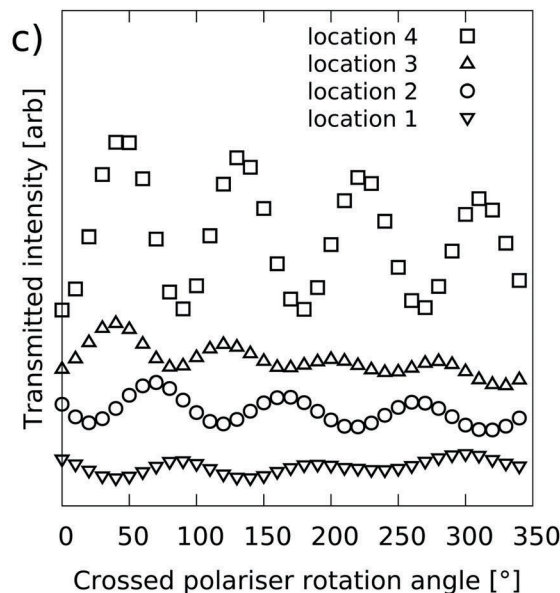 c)
location 4
location 3
location 2
location 1
Transmitted intensity [arb]
0 50 100 150 200 250 300 350
Crossed polariser rotation angle [°]